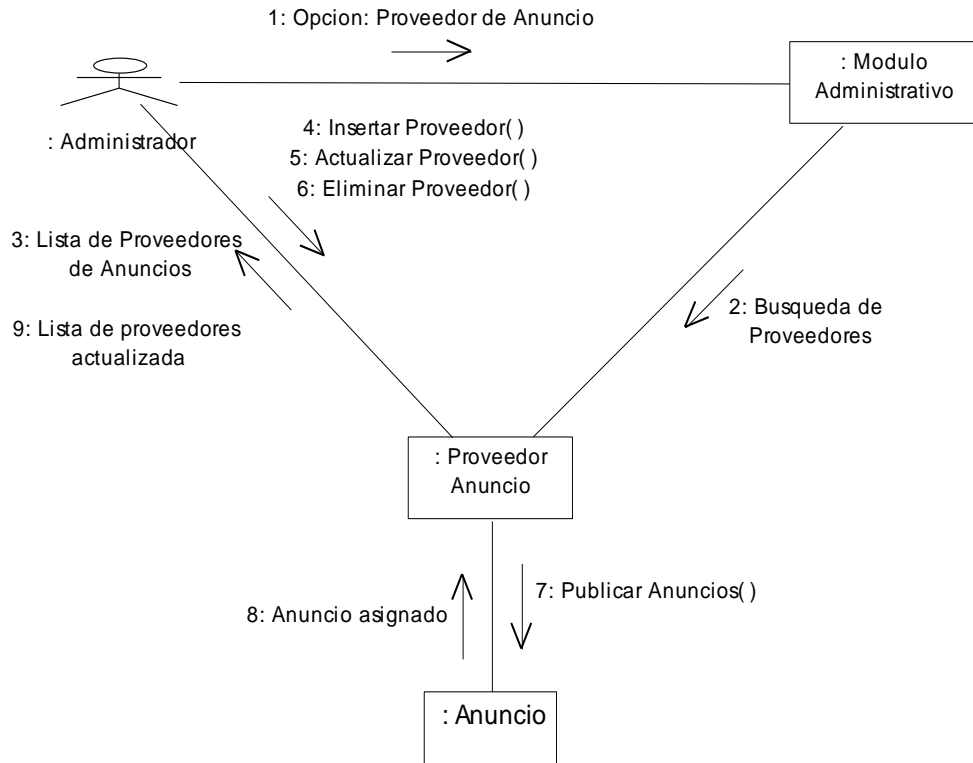 1: Opcion: Proveedor de Anuncio
: Modulo
Administrativo
: Administrador
4: Insertar Proveedor( )
5: Actualizar Proveedor( )
6: Eliminar Proveedor( )
3: Lista de Proveedores
de Anuncios
9: Lista de proveedores
actualizada
2: Busqueda de
Proveedores
: Proveedor
Anuncio
7: Publicar Anuncios( )
8: Anuncio asignado
: Anuncio